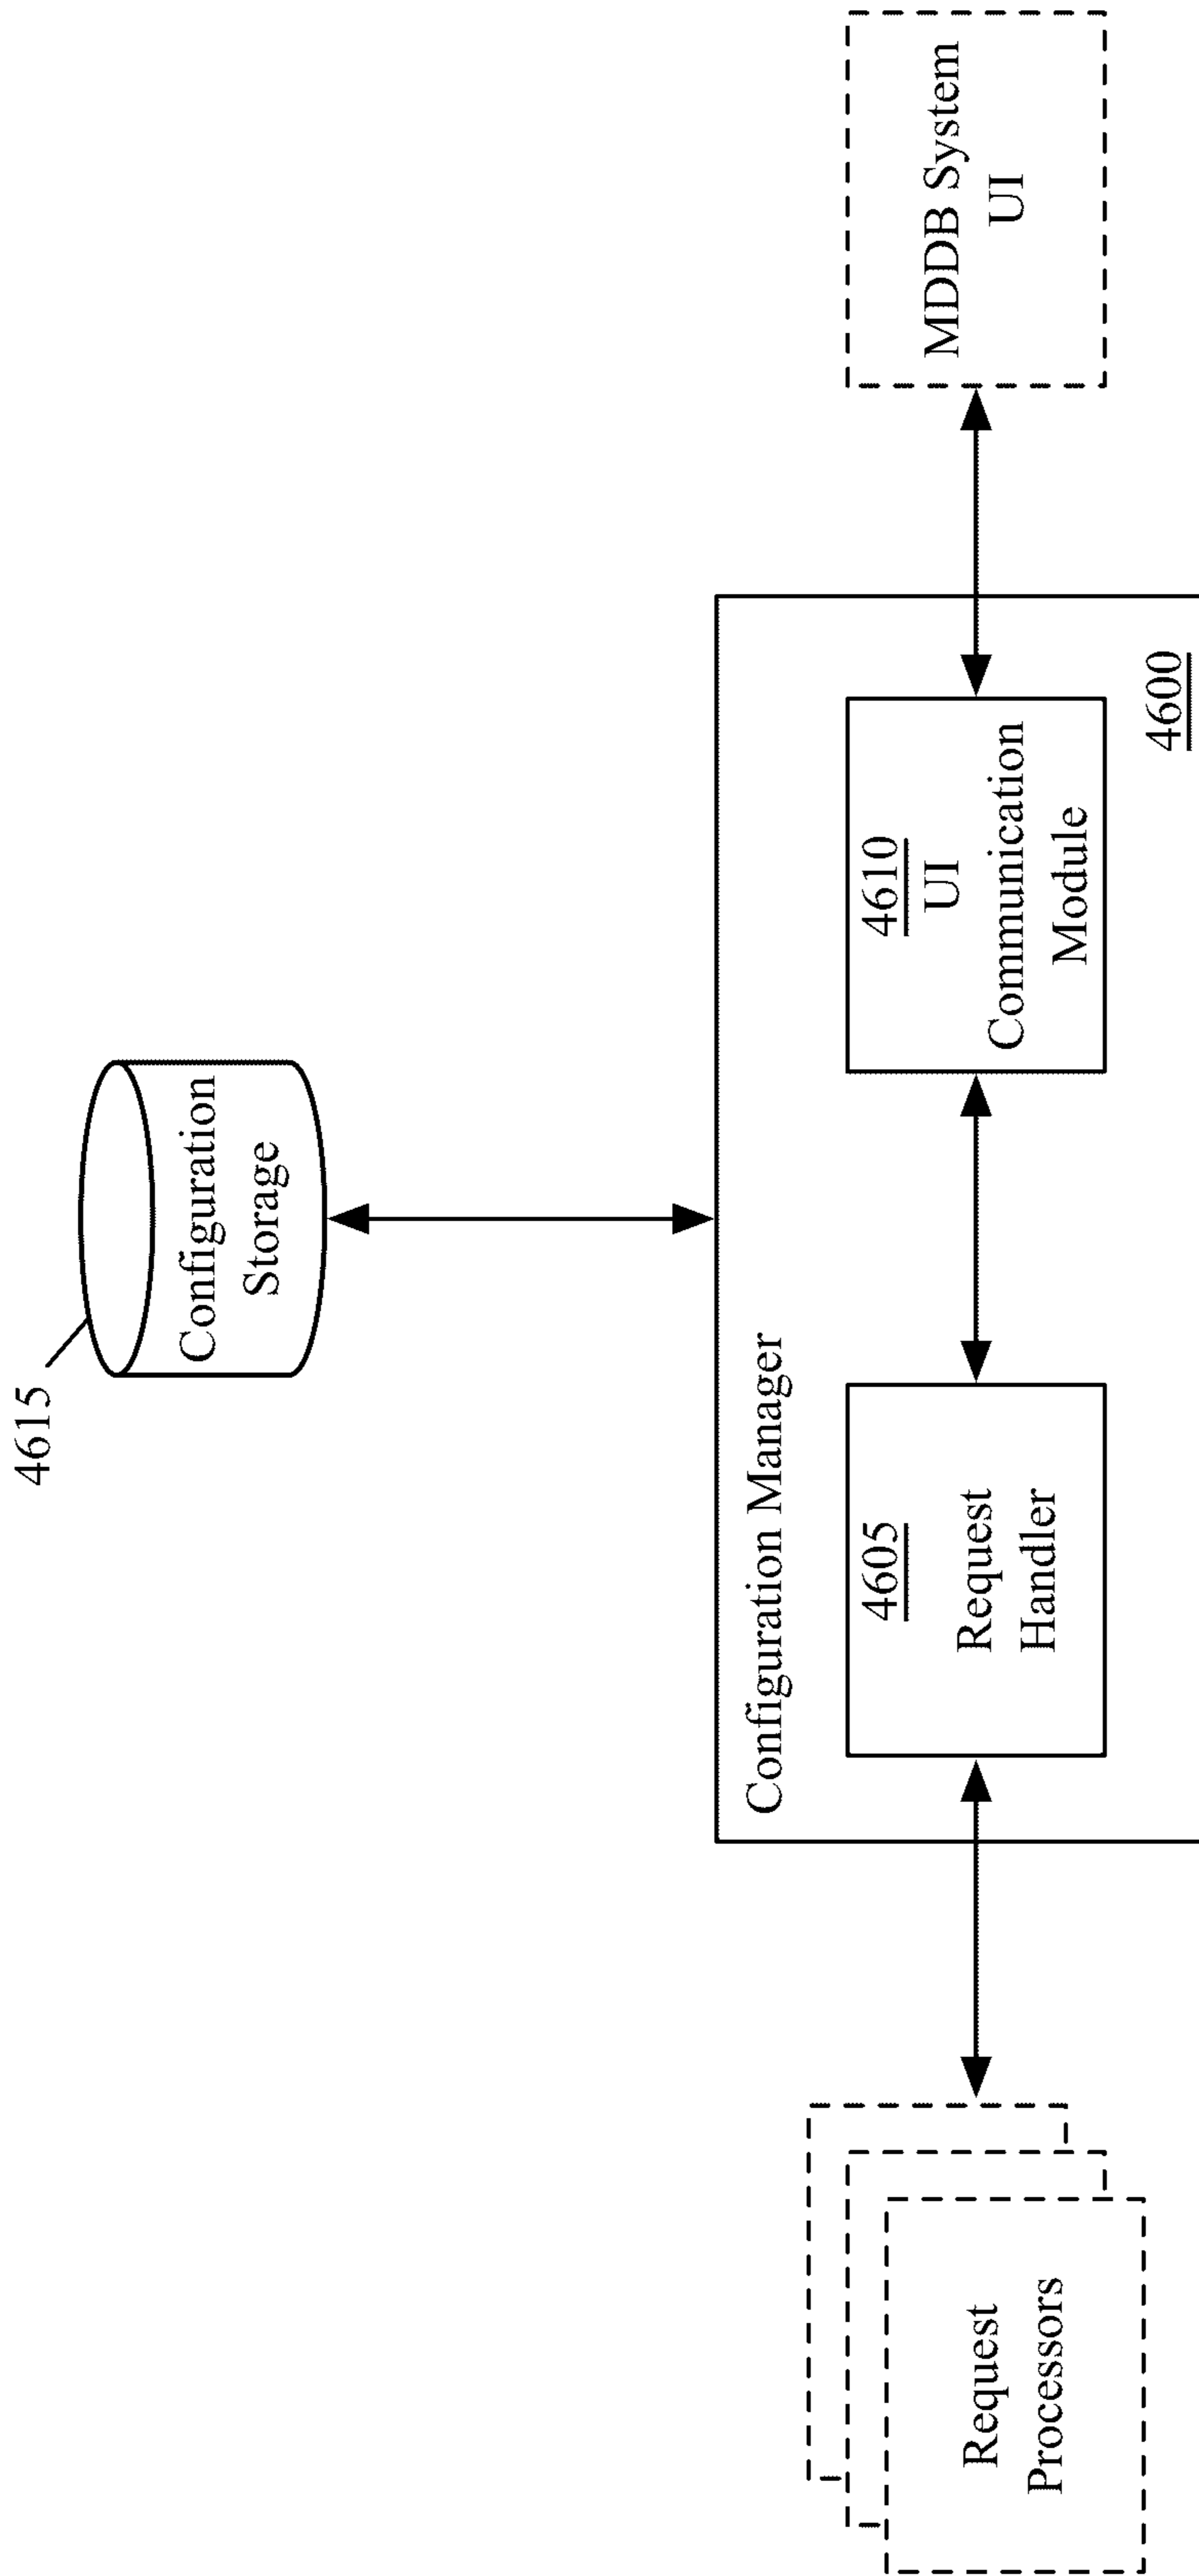 4615
Configuration
Storage
Configuration Manager
Request
Processors
4605
Request
Handler
4610
UI
Communication
Module
MDDB System
UI
4600